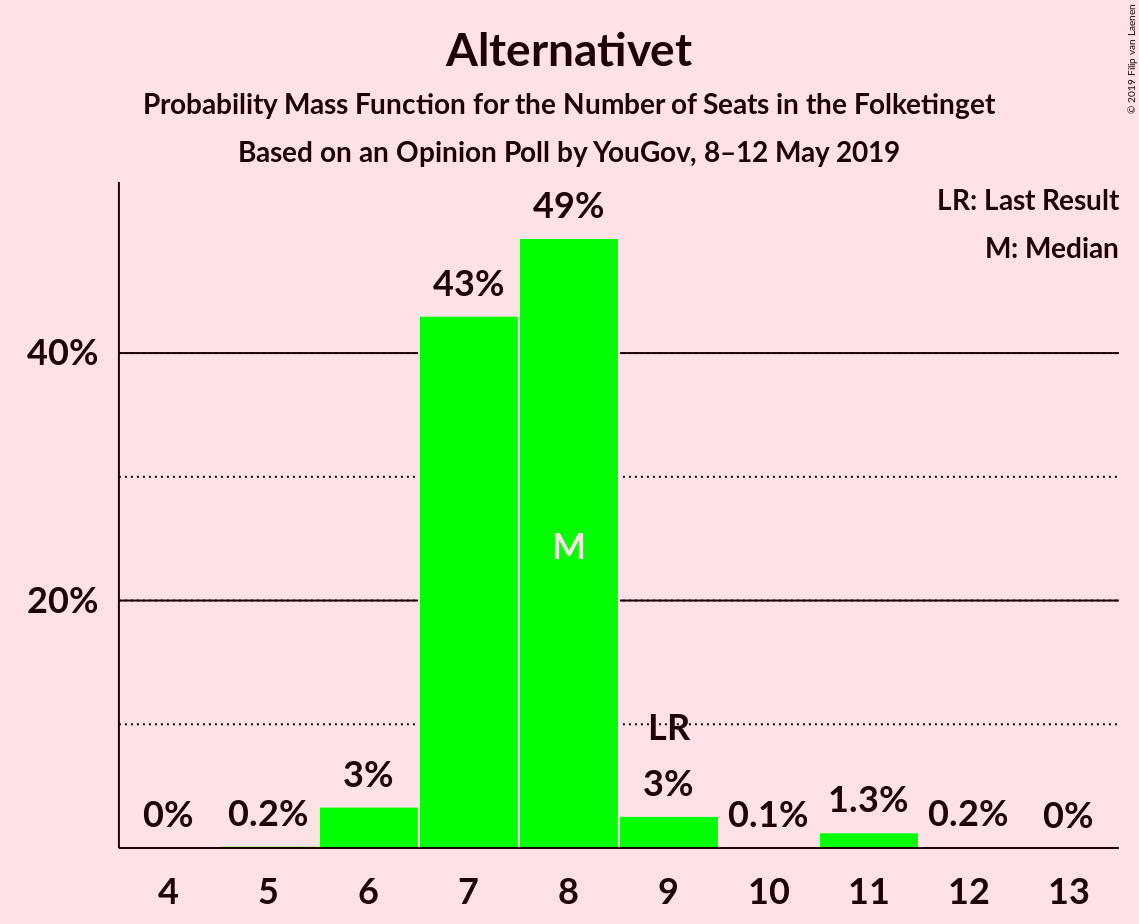 Alternativet
Probability Mass Function for the Number of Seats in the Folketinget
Based on an Opinion Poll by YouGov, 8–12 May 2019
© 2019 Filip van Laenen
LR: Last Result
M: Median
49%
43%
40%
M
20%
LR
3%
3%
0%
0.2%
0.1%
1.3%
0.2%
0%
4 5 6 7 8 9 10 11 12 13